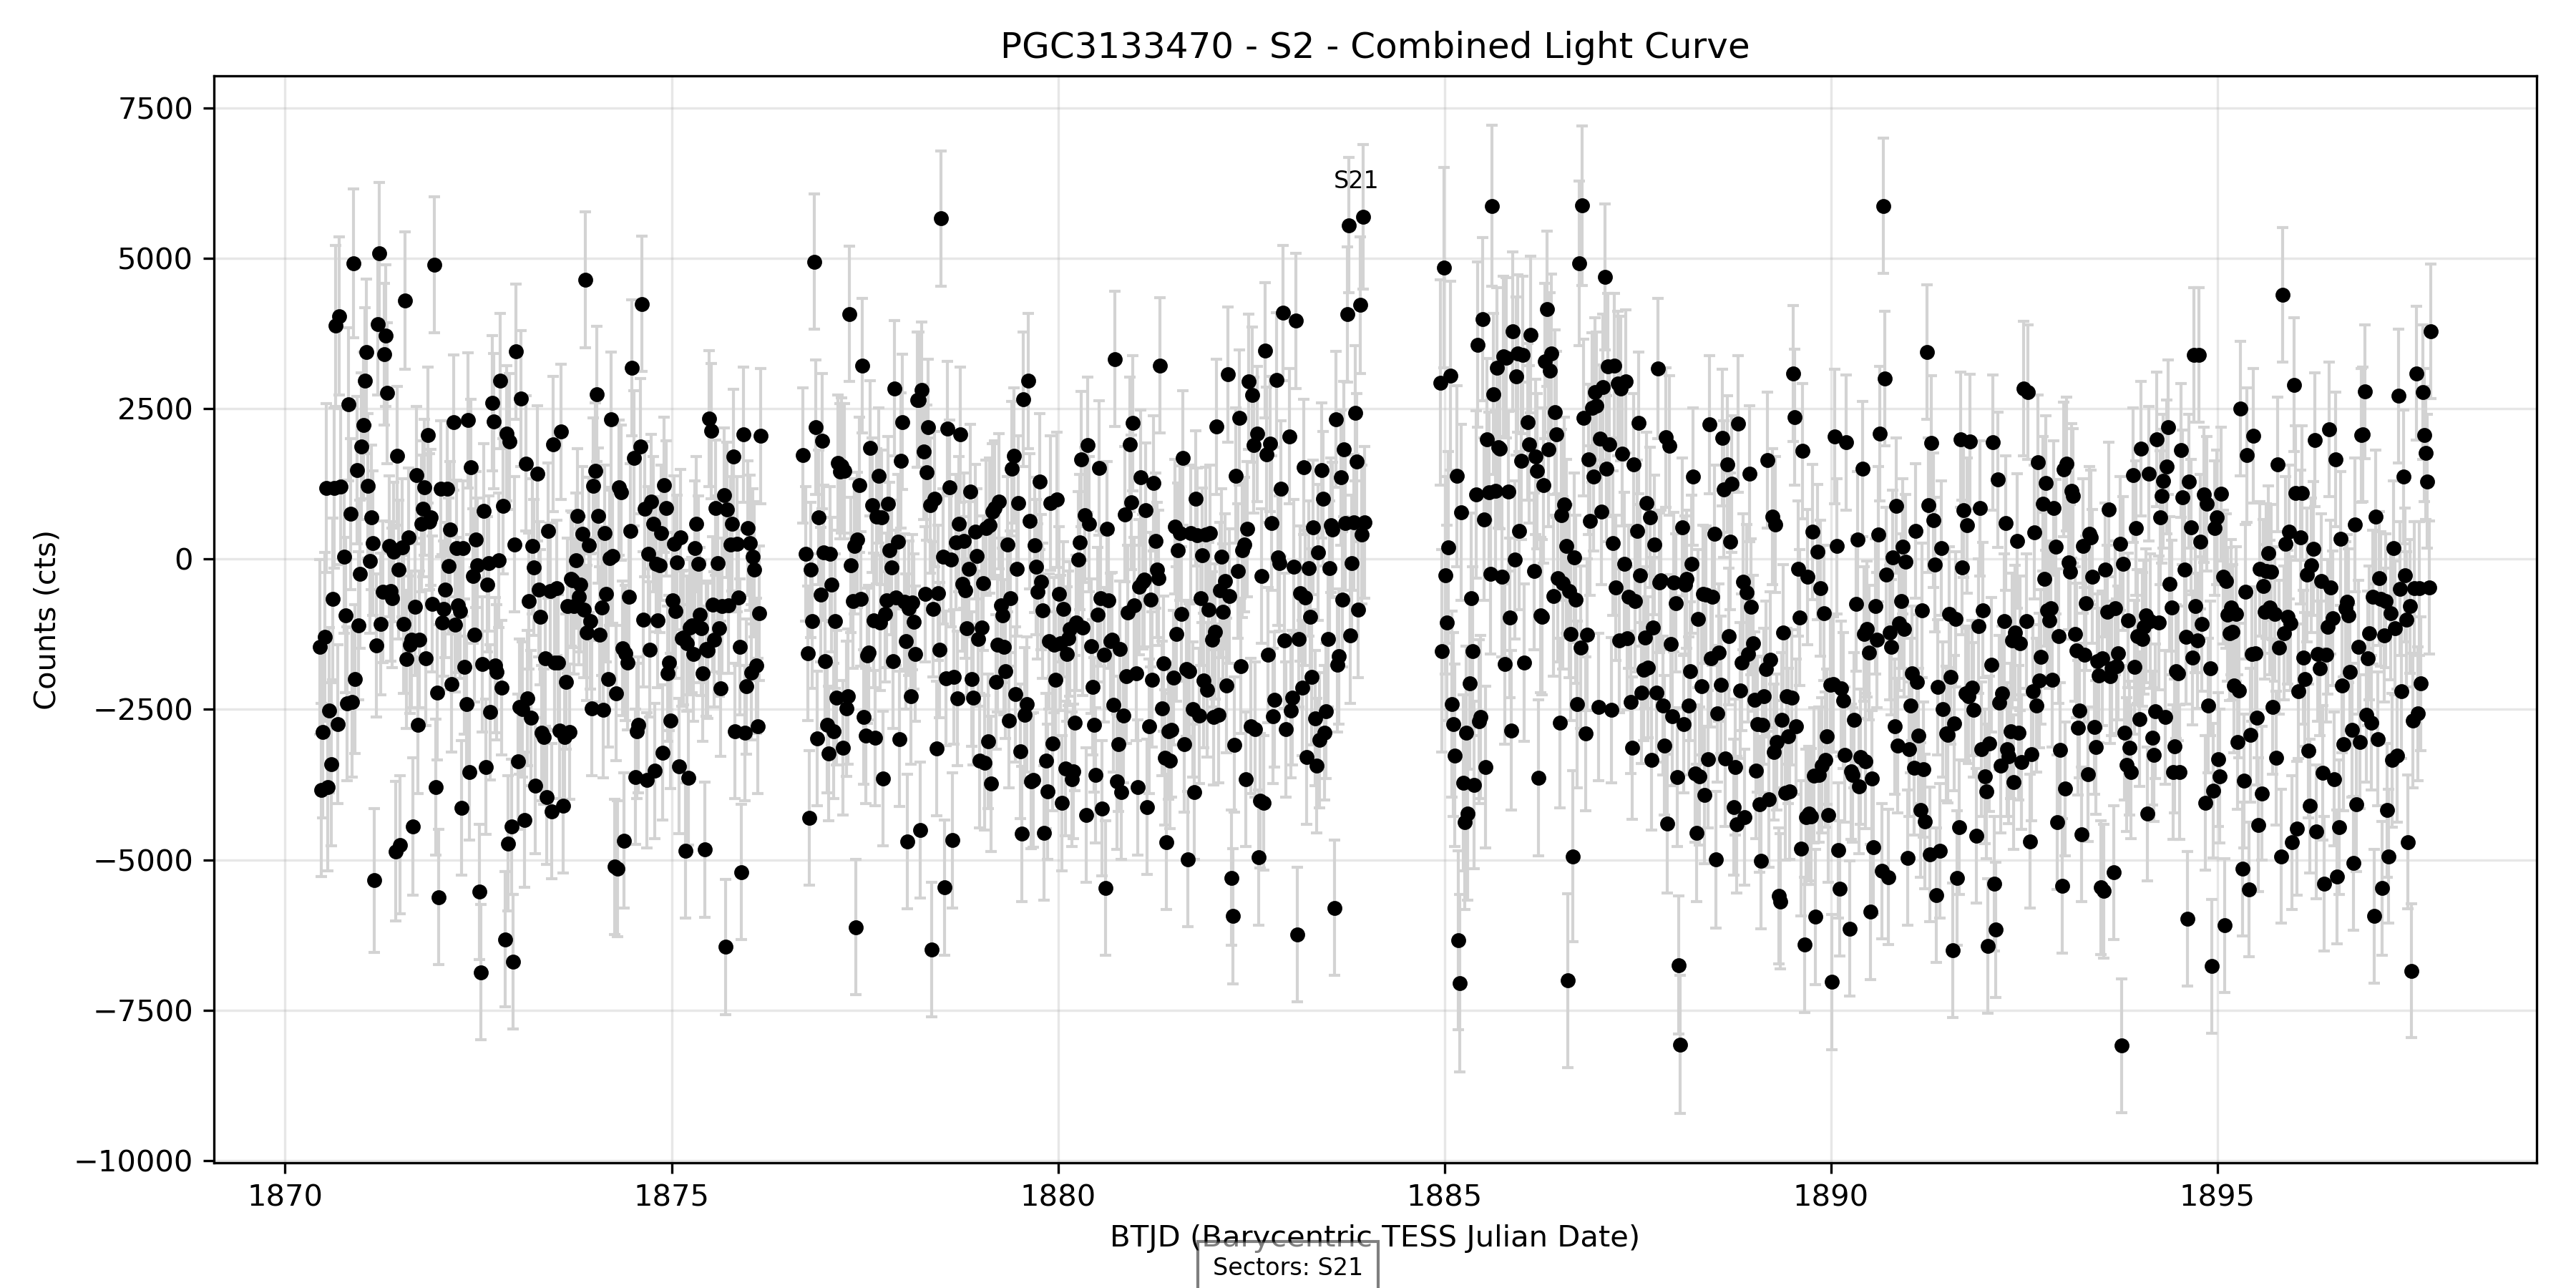 PGC3133470 - S2 - Combined Light Curve
7500
5000
2500
0
−2500
−5000
−7500
−10000
Counts (cts)
S21
1870 1875 1880 1885 1890 1895
BTJD (Barycentric TESS Julian Date)
Sectors: S21